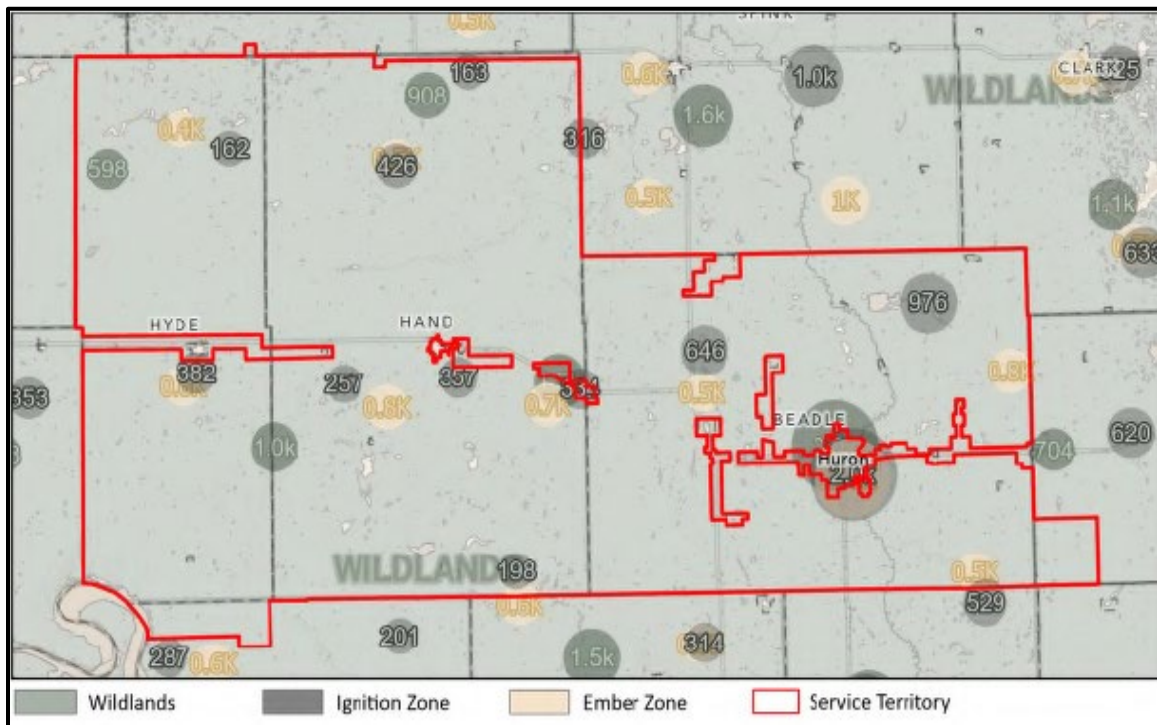 SPINK
0.5K
163
0.6K
1.0k
CLARK
WILDLANDS
908
1.6k
0.4K
162
316
598
426
0.5K
1K
1.1k
633
976
HYDE
HAND
646
382
257
357
353
0.8K
0.7K
0.5K
0.8K
BEADLE
1.0k
Huron
704
620
WILDLANDS
198
0.5K
0.6K
529
201
287
0.6K
1.5k
314
Wildlands
Ignition Zone
Ember Zone
Service Territory